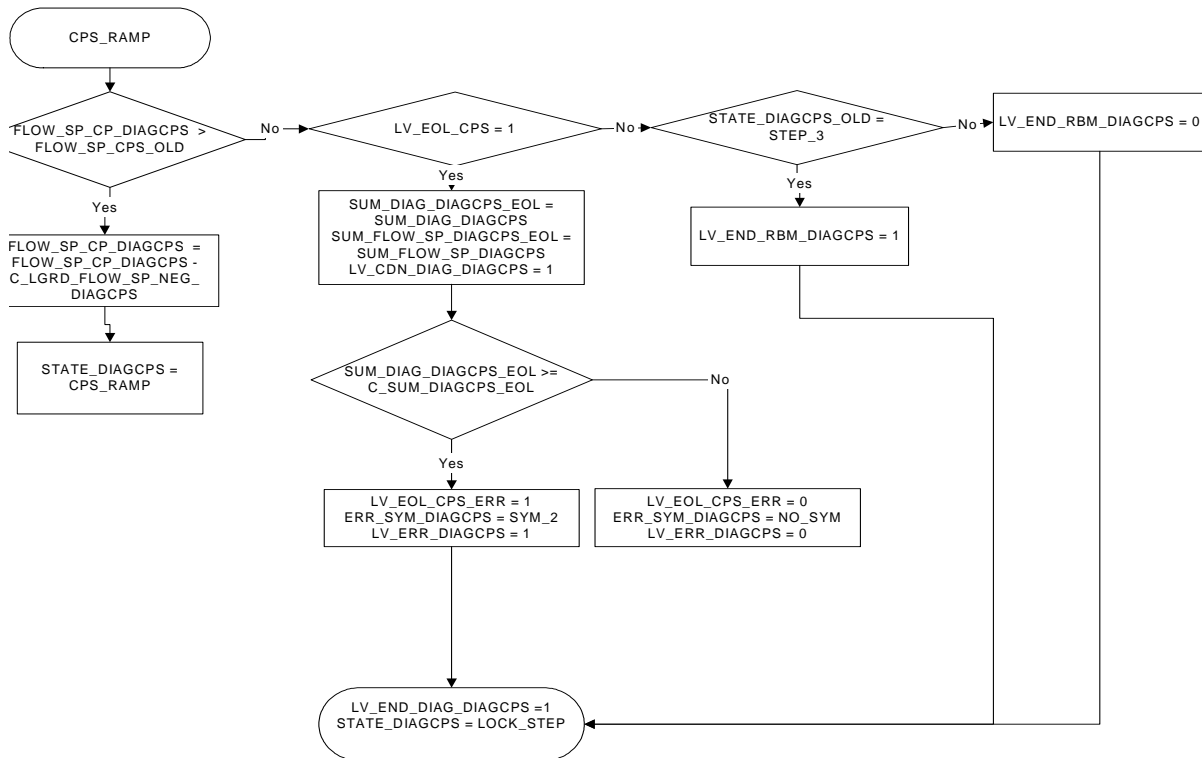 CPS_RAMP
FLOW_SP_CP_DIAGCPS >
FLOW_SP_CPS_OLD
No
LV_EOL_CPS = 1
No
STATE_DIAGCPS_OLD =
STEP_3
No
LV_END_RBM_DIAGCPS = 0
Yes
Yes
Yes
FLOW_SP_CP_DIAGCPS =
FLOW_SP_CP_DIAGCPS -
C_LGRD_FLOW_SP_NEG_
DIAGCPS
SUM_DIAG_DIAGCPS_EOL =
SUM_DIAG_DIAGCPS
SUM_FLOW_SP_DIAGCPS_EOL =
SUM_FLOW_SP_DIAGCPS
LV_CDN_DIAG_DIAGCPS = 1
LV_END_RBM_DIAGCPS = 1
STATE_DIAGCPS =
CPS_RAMP
SUM_DIAG_DIAGCPS_EOL >=
C_SUM_DIAGCPS_EOL
No
Yes
LV_EOL_CPS_ERR = 1
ERR_SYM_DIAGCPS = SYM_2
LV_ERR_DIAGCPS = 1
LV_EOL_CPS_ERR = 0
ERR_SYM_DIAGCPS = NO_SYM
LV_ERR_DIAGCPS = 0
LV_END_DIAG_DIAGCPS =1
STATE_DIAGCPS = LOCK_STEP